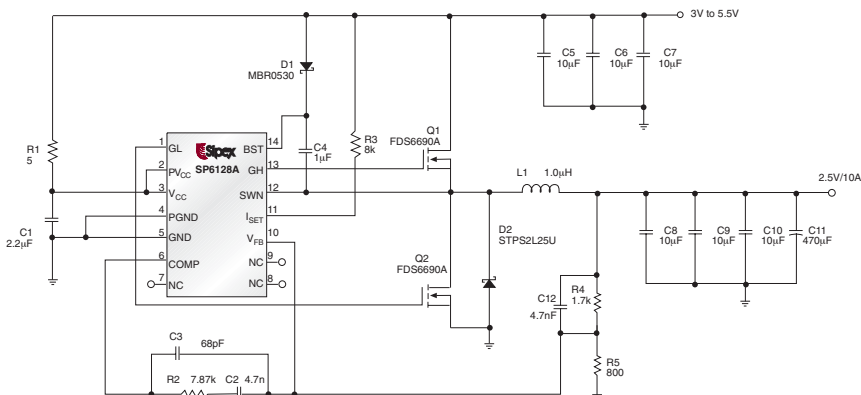 3V to 5.5V
C5
10µF
C6
10µF
C7
10µF
D1
MBR0530
Q1
FDS6690A
R1
5
1
GL
Sipex
SP6128A
BST
14
C4
1µF
R3
8k
2
PVCC
GH
13
3
VCC
SWN
12
L1
1.0µH
2.5V/10A
4
PGND
ISET
11
C1
2.2µF
5
GND
VFB
10
D2
STPS2L25U
C8
10µF
C9
10µF
C10
10µF
C11
470µF
6
COMP
NC
9
Q2
FDS6690A
7
NC
NC
8
C12
4.7nF
R4
1.7k
C3
68pF
R5
800
R2
7.87k
C2
4.7n